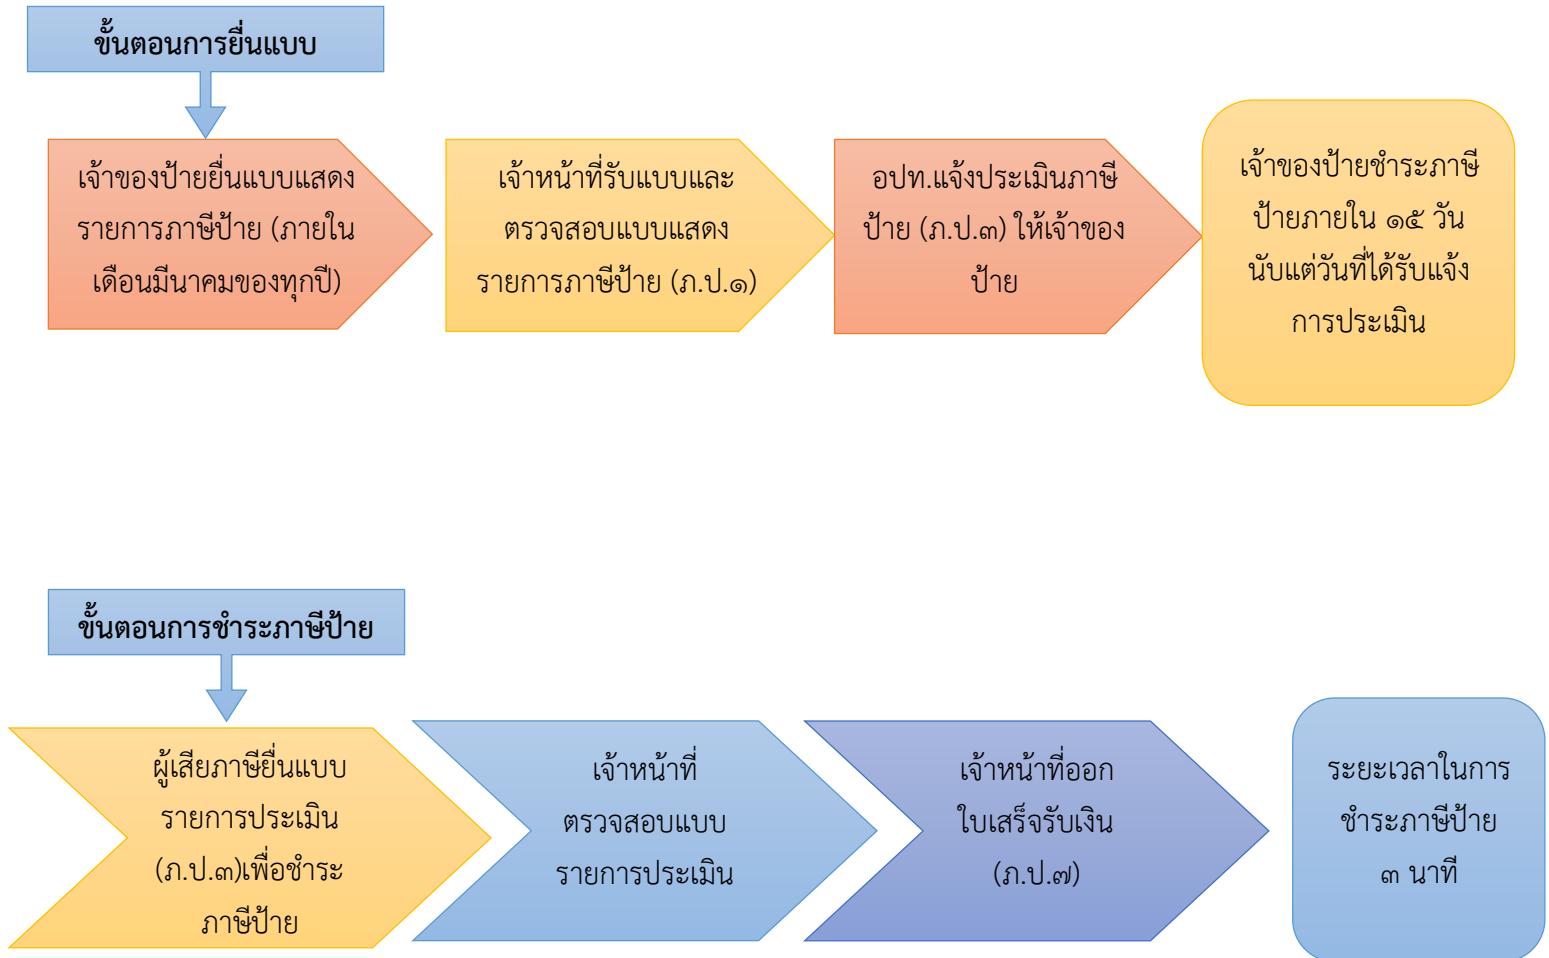 ขั้นตอนการยื่นแบบ
เจ้าของป้ายยื่นแบบแสดง
รายการภาษีป้าย (ภายใน
เดือนมีนาคมของทุกปี)
เจ้าหน้าที่รับแบบและ
ตรวจสอบแบบแสดง
รายการภาษีป้าย (ภ.ป.๑)
อปท.แจ้งประเมินภาษี
ป้าย (ภ.ป.๓) ให้เจ้าของ
ป้าย
เจ้าของป้ายชำระภาษี
ป้ายภายใน ๑๕ วัน
นับแต่วันที่ได้รับแจ้ง
การประเมิน
ขั้นตอนการชำระภาษีป้าย
ผู้เสียภาษียื่นแบบ
รายการประเมิน
(ภ.ป.๓)เพื่อชำระ
ภาษีป้าย
เจ้าหน้าที่
ตรวจสอบแบบ
รายการประเมิน
เจ้าหน้าที่ออก
ใบเสร็จรับเงิน
(ภ.ป.๗)
ระยะเวลาในการ
ชำระภาษีป้าย
๓ นาที